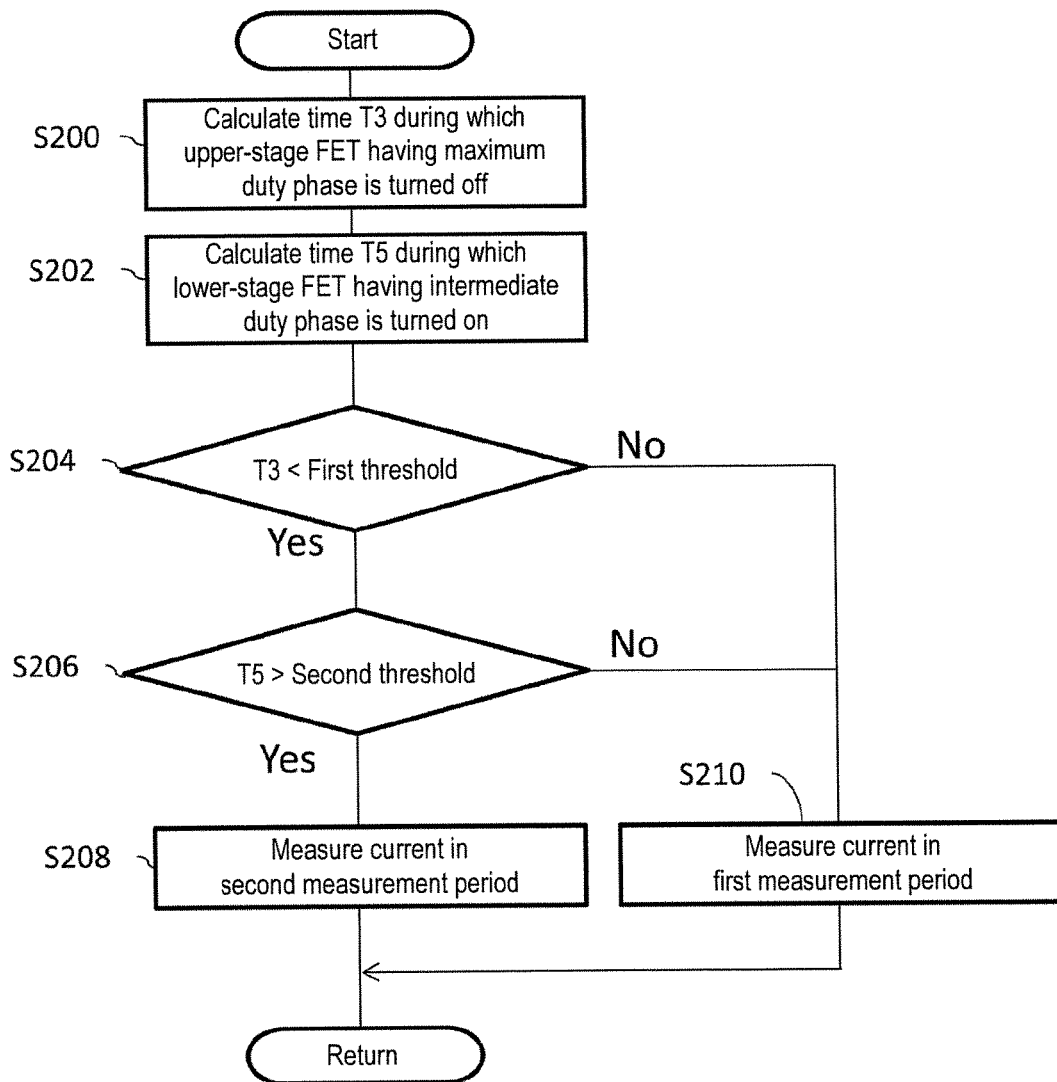 Start
S200
Calculate time T3 during which
upper-stage FET having maximum
duty phase is turned off
S202
Calculate time T5 during which
lower-stage FET having intermediate
duty phase is turned on
S204
T3 < First threshold
No
Yes
S206
T5 > Second threshold
No
Yes
S208
Measure current in
second measurement period
S210
Measure current in
first measurement period
Return